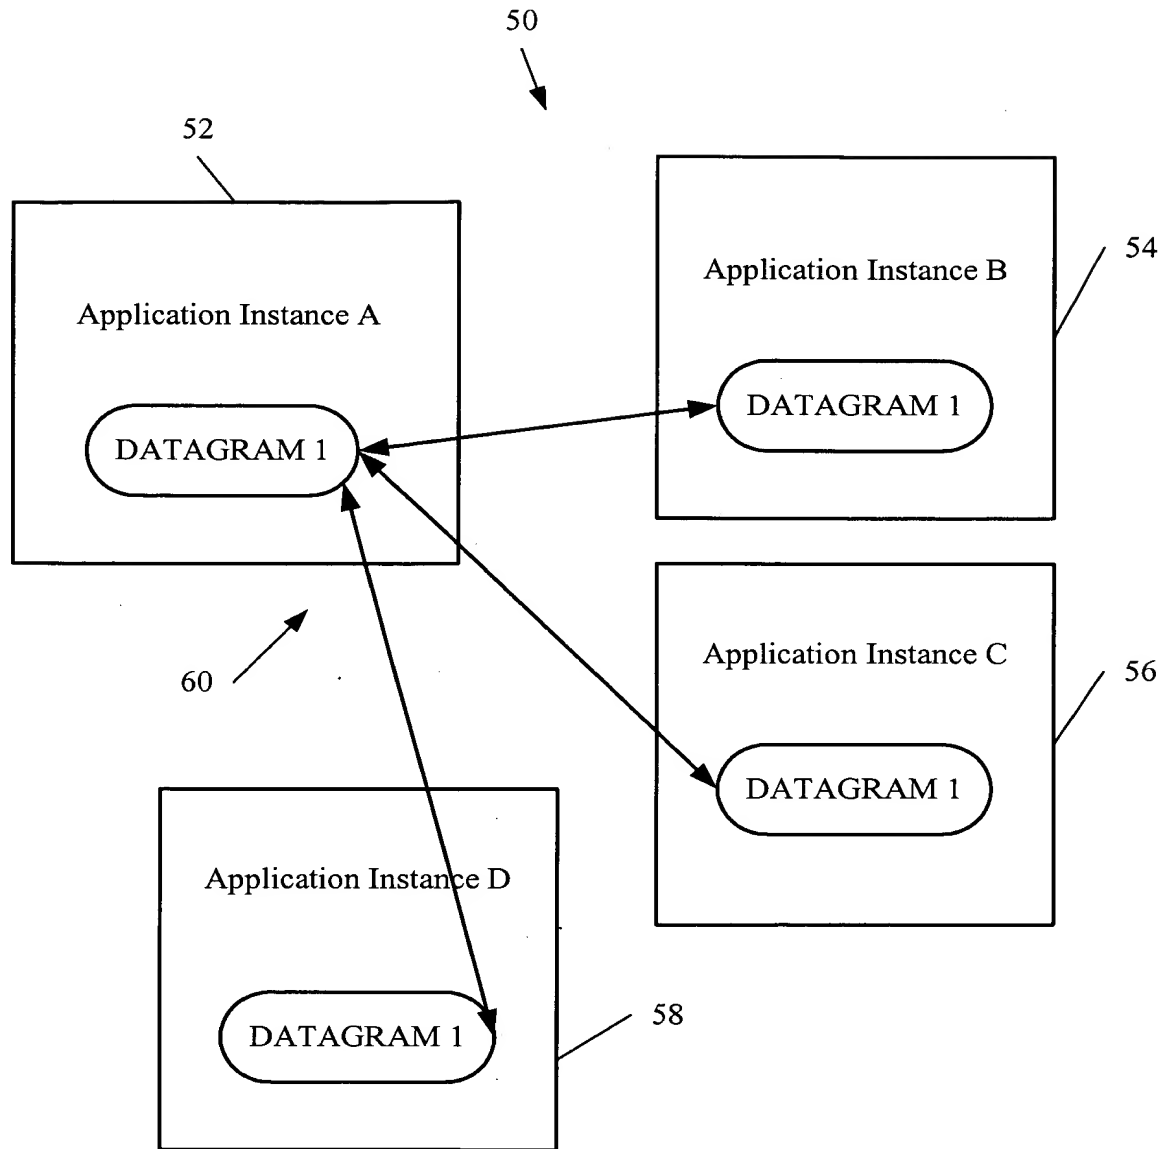 50
52
54
Application Instance B
Application Instance A
DATAGRAM 1
DATAGRAM 1
60
Application Instance C
56
DATAGRAM 1
Application Instance D
58
DATAGRAM 1